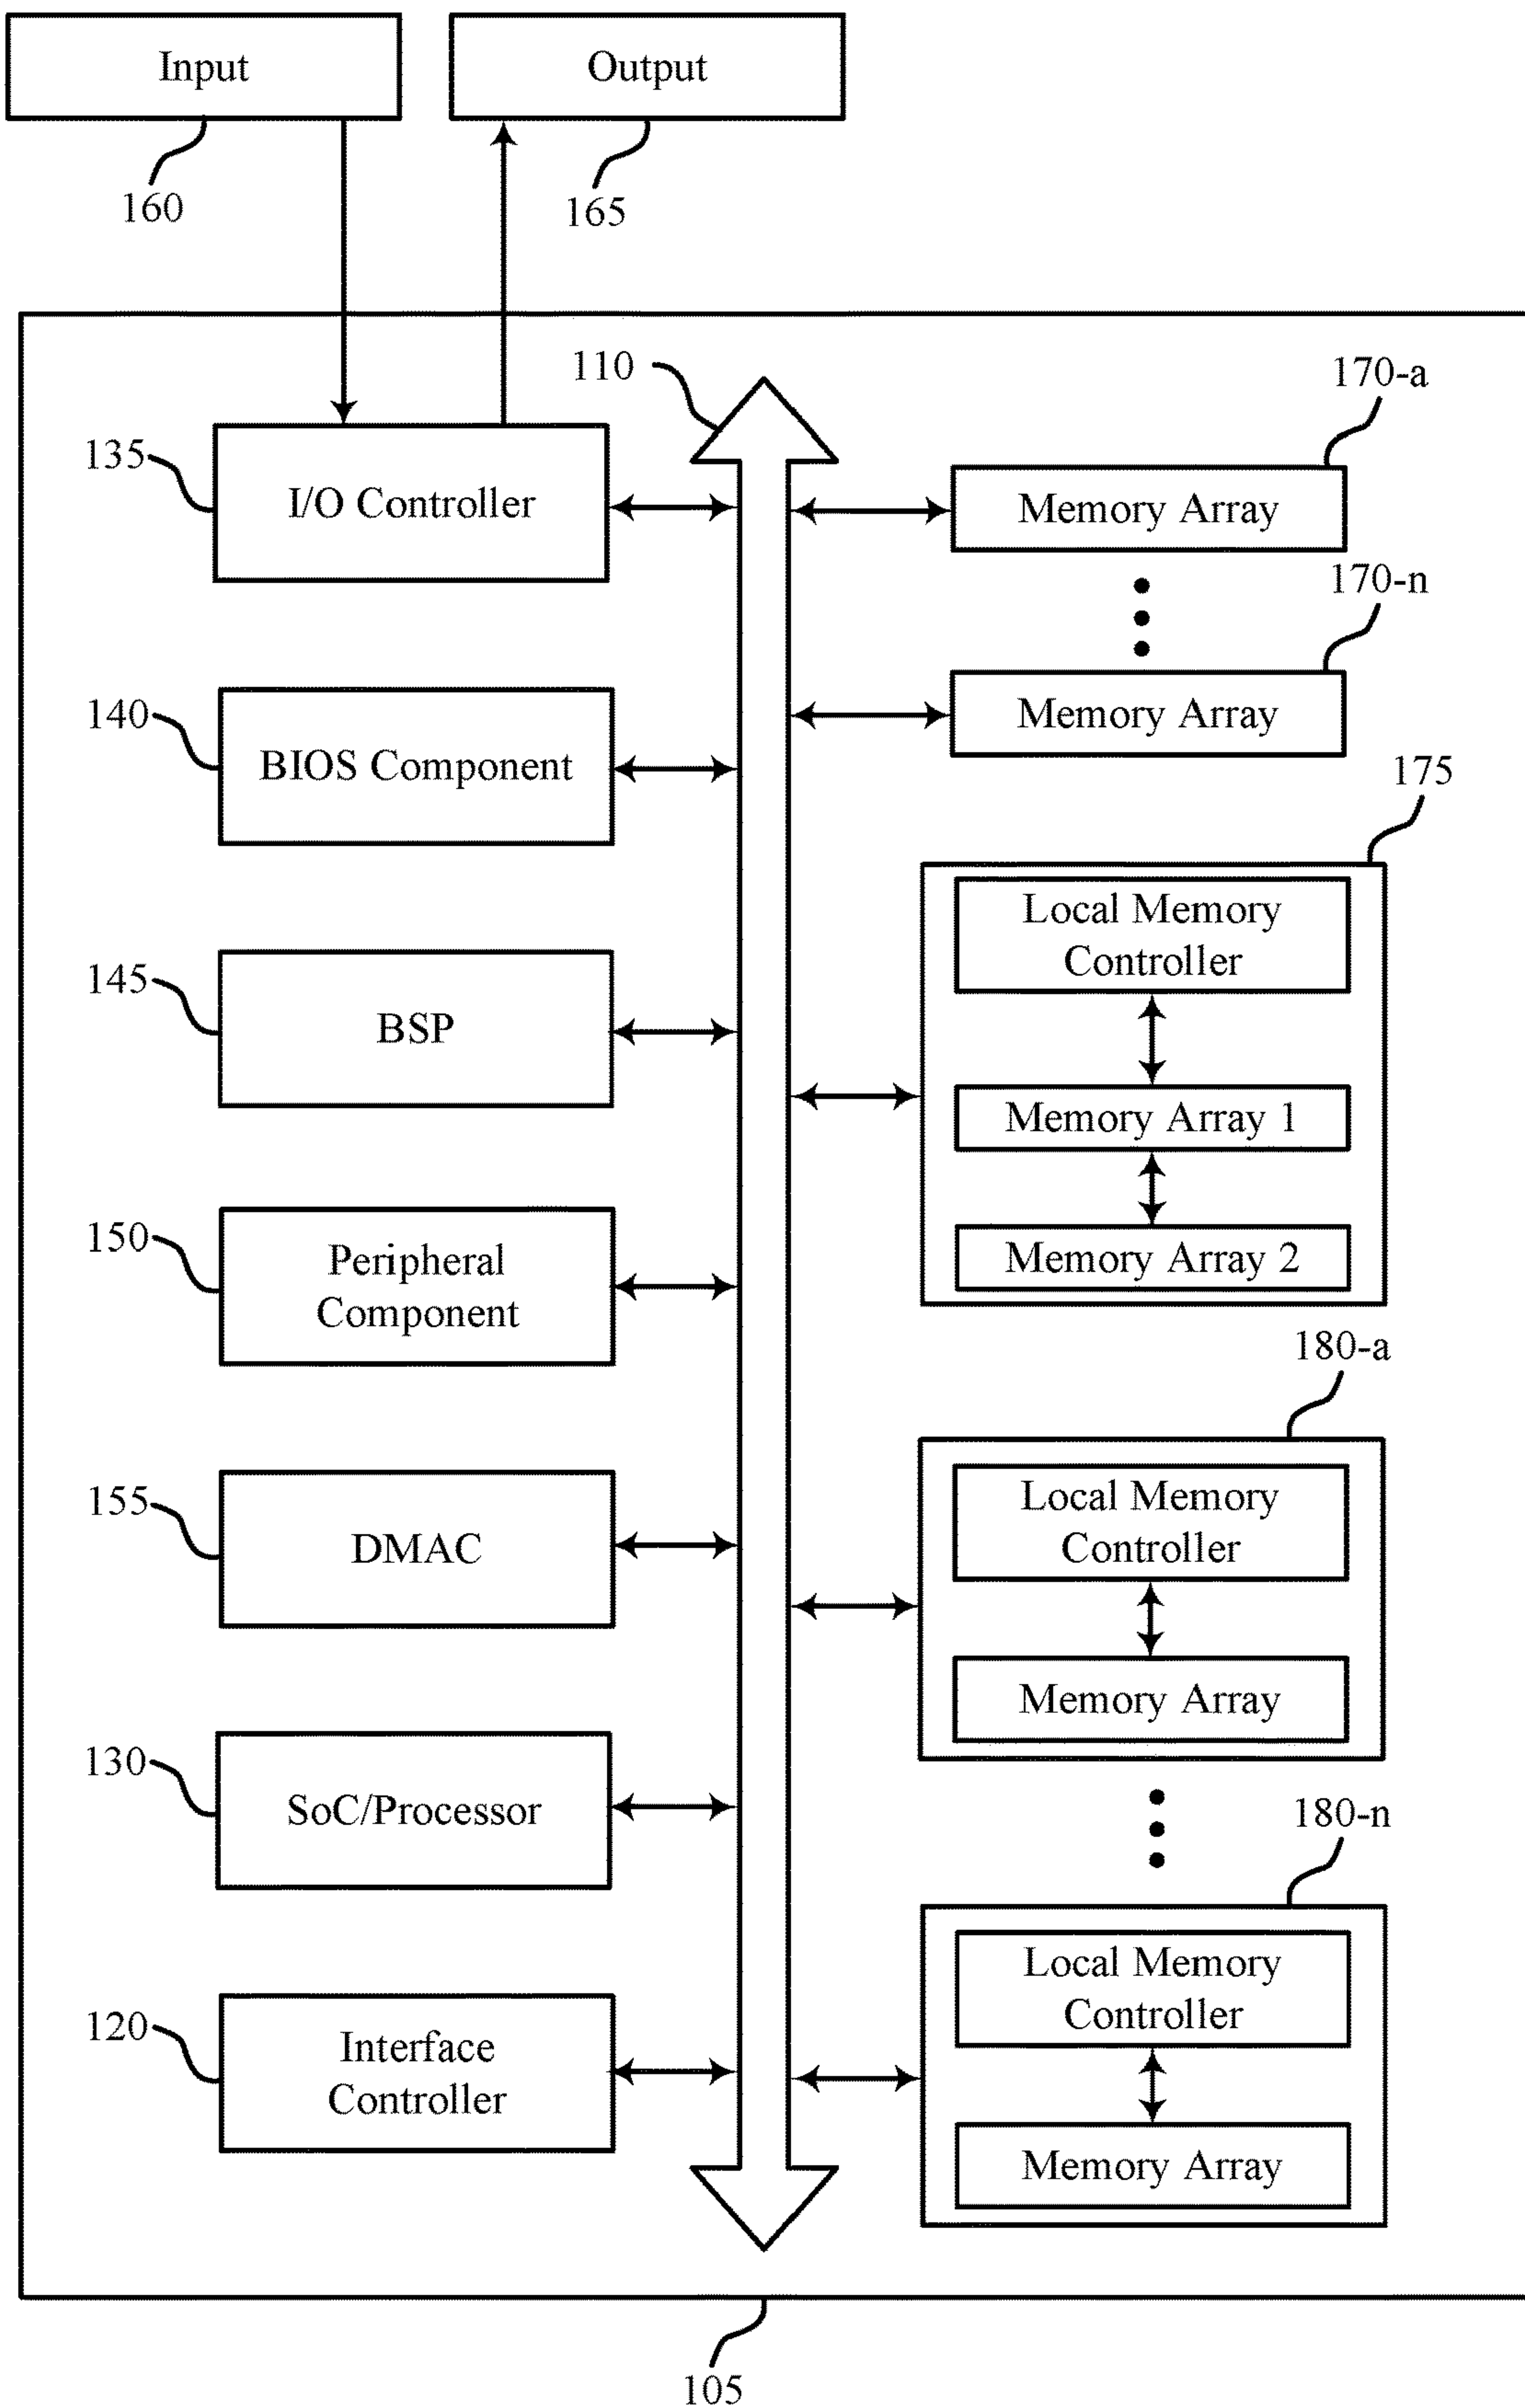 Input
Output
160
165
110
170-a
135
I/O Controller
Memory Array
170-n
140
BIOS Component
Memory Array
175
145
BSP
Local Memory
Controller
Memory Array 1
Memory Array 2
150
Peripheral
Component
180-a
155
DMAC
Local Memory
Controller
Memory Array
130
SoC/Processor
180-n
120
Interface
Controller
Local Memory
Controller
Memory Array
105